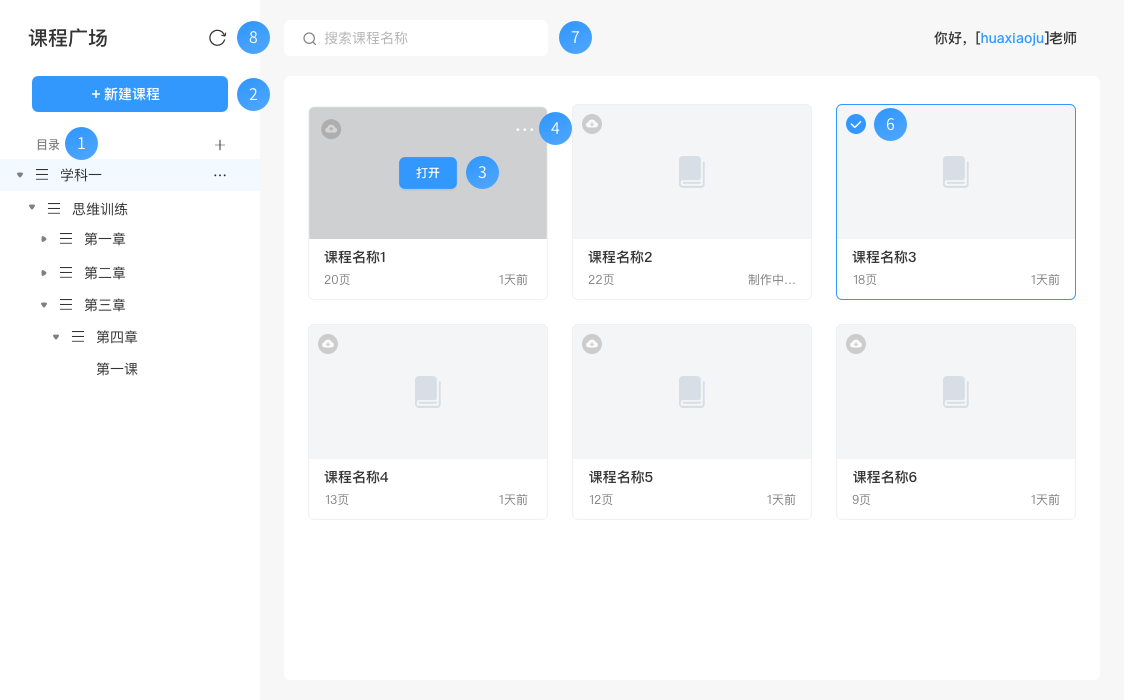 课程广场
8
搜索课程名称
7
你好，[huaxiaoju]老师
+ 新建课程
2
目录
1
学科一
思维训练
第一章
第二章
第三章
第四章
第一课
4
打开
3
课程名称1
20页
1天前
课程名称2
22页
制作中...
6
课程名称3
18页
1天前
课程名称4
13页
1天前
课程名称5
12页
1天前
课程名称6
9页
1天前